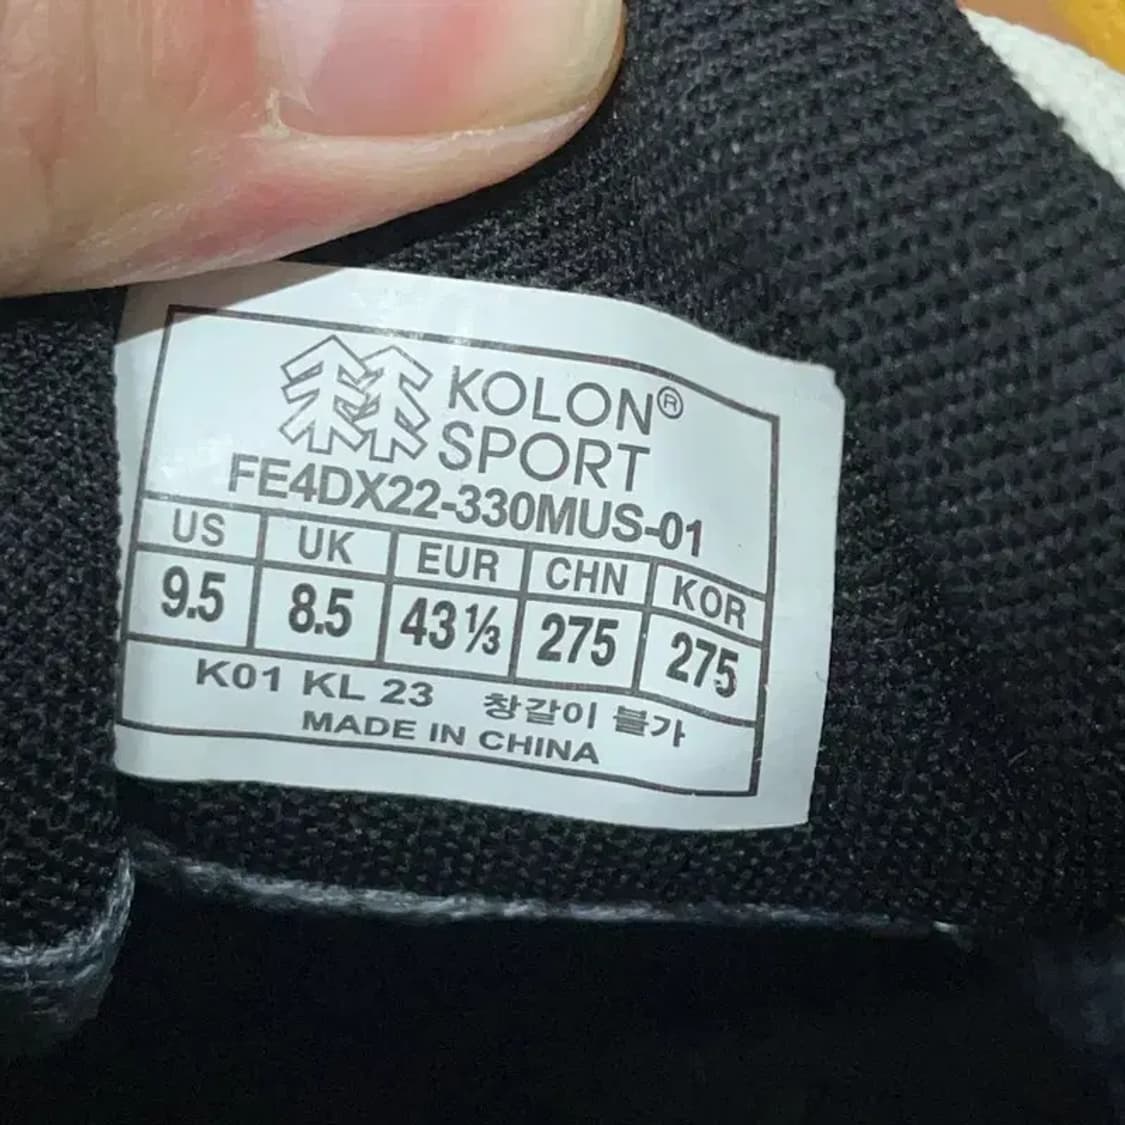 KOLON®
SPORT
FE4DX22-330MUS-01
US UK EUR CHN KOR
9.5 8.5 43⅓ 275 275
K01 KL 23 창갈이 불가
MADE IN CHINA